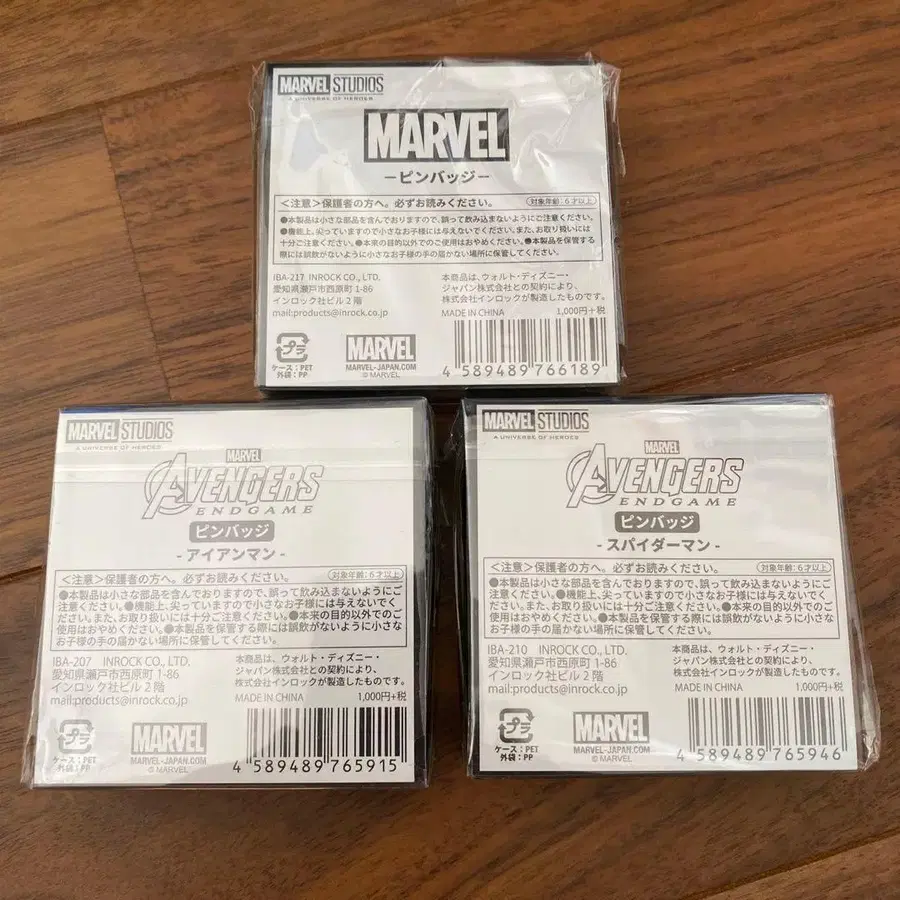 MARVEL STUDIOS
A UNIVERSE OF HEROES
MARVEL
－ピンバッジ－
＜注意＞保護者の方へ。必ずお読みください。
対象年齢：6才以上
●本製品は小さな部品を含んでおりますので、誤って飲み込まないようにご注意ください。
●機能上、尖っていますので小さなお子様には与えないでください。また、お取り扱いには
十分ご注意ください。●本来の目的以外でのご使用はおやめください。●本製品を保管する
際には誤飲がないように小さなお子様の手の届かない場所に保管してください。
IBA-217 INROCK CO., LTD.
愛知県瀬戸市西原町 1-86
インロック社ビル 2 階
mail:products@inrock.co.jp
本商品は、ウォルト・ディズニー・
ジャパン株式会社との契約により、
株式会社インロックが製造したものです。
MADE IN CHINA 1,000円＋税
プラ
ケース：PET
外袋：PP
MARVEL
MARVEL-JAPAN.COM
© MARVEL
4 589489 766189
MARVEL STUDIOS
A UNIVERSE OF HEROES
MARVEL
AVENGERS
ENDGAME
ピンバッジ
- アイアンマン -
＜注意＞保護者の方へ。必ずお読みください。
対象年齢：6才以上
●本製品は小さな部品を含んでおりますので、誤って飲み込まないようにご
注意ください。●機能上、尖っていますので小さなお子様には与えないでく
ださい。また、お取り扱いには十分ご注意ください。●本来の目的以外でのご
使用はおやめください。●本製品を保管する際には誤飲がないように小さな
お子様の手の届かない場所に保管してください。
IBA-207 INROCK CO., LTD.
愛知県瀬戸市西原町 1-86
インロック社ビル 2 階
mail:products@inrock.co.jp
本商品は、ウォルト・ディズニー・
ジャパン株式会社との契約により、
株式会社インロックが製造したものです。
MADE IN CHINA 1,000円＋税
プラ
ケース：PET
外袋：PP
MARVEL
MARVEL-JAPAN.COM
© MARVEL
4 589489 765915
MARVEL STUDIOS
A UNIVERSE OF HEROES
MARVEL
AVENGERS
ENDGAME
ピンバッジ
- スパイダーマン -
＜注意＞保護者の方へ。必ずお読みください。
対象年齢：6才以上
●本製品は小さな部品を含んでおりますので、誤って飲み込まないようにご
注意ください。●機能上、尖っていますので小さなお子様には与えないでく
ださい。また、お取り扱いには十分ご注意ください。●本来の目的以外でのご
使用はおやめください。●本製品を保管する際には誤飲がないように小さな
お子様の手の届かない場所に保管してください。
IBA-210 INROCK CO., LTD.
愛知県瀬戸市西原町 1-86
インロック社ビル 2 階
mail:products@inrock.co.jp
本商品は、ウォルト・ディズニー・
ジャパン株式会社との契約により、
株式会社インロックが製造したものです。
MADE IN CHINA 1,000円＋税
プラ
ケース：PET
外袋：PP
MARVEL
MARVEL-JAPAN.COM
© MARVEL
4 589489 765946